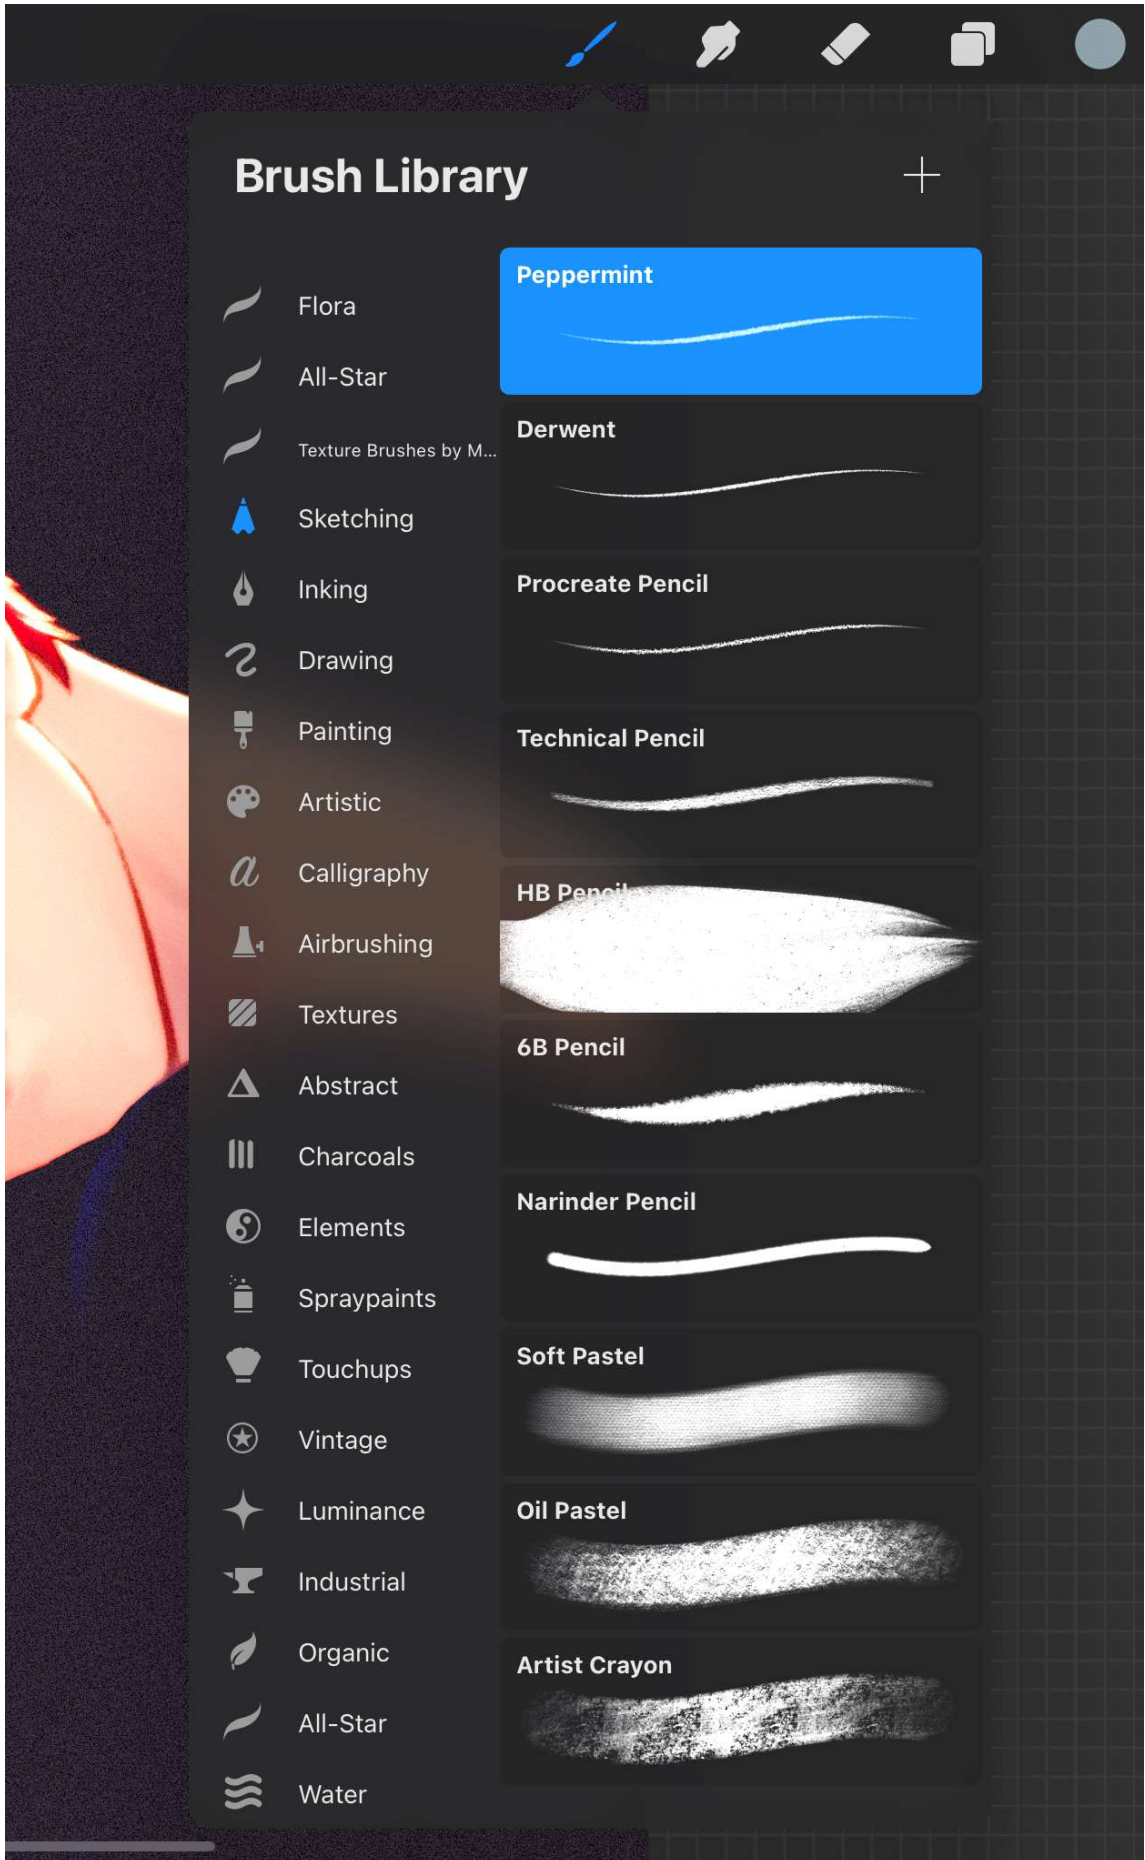 Brush Library
Flora
All-Star
Texture Brushes by M...
Sketching
Inking
Drawing
Painting
Artistic
Calligraphy
Airbrushing
Textures
Abstract
Charcoals
Elements
Spraypaints
Touchups
Vintage
Luminance
Industrial
Organic
All-Star
Water
Peppermint
Derwent
Procreate Pencil
Technical Pencil
HB Pencil
6B Pencil
Narinder Pencil
Soft Pastel
Oil Pastel
Artist Crayon